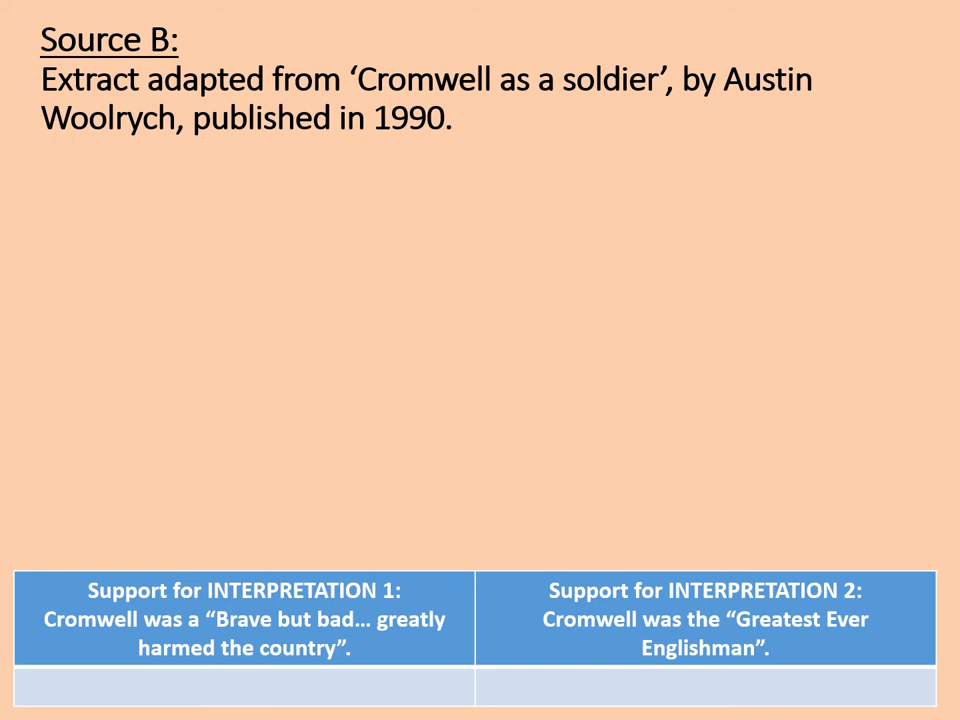 Source B:
Extract adapted from ‘Cromwell as a soldier’, by Austin
Woolrych, published in 1990.
Support for INTERPRETATION 1:
Cromwell was a “Brave but bad… greatly
harmed the country”.
Support for INTERPRETATION 2:
Cromwell was the “Greatest Ever
Englishman”.